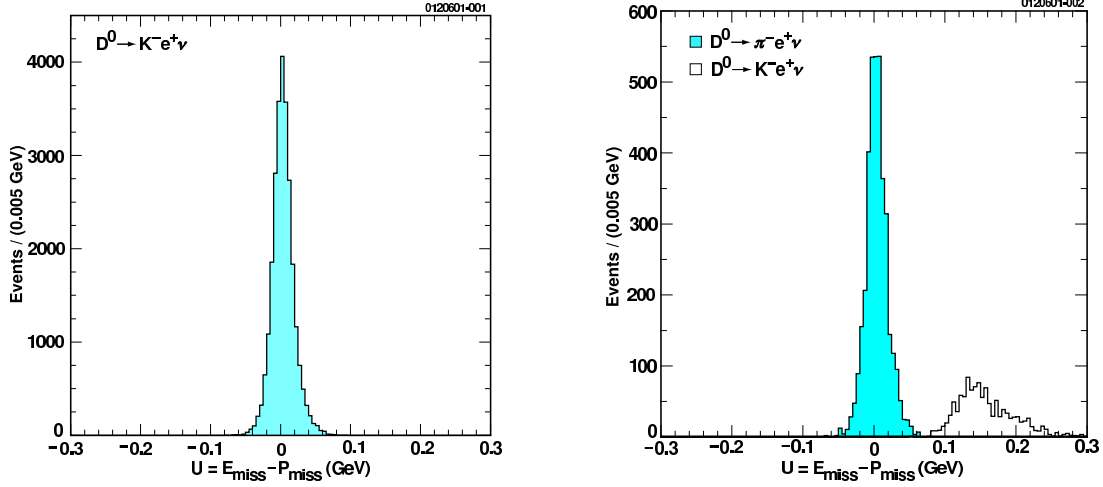 0120601-001
D⁰→K⁻e⁺ν
4000
3000
2000
1000
0
Events / (0.005 GeV)
−0.3 −0.2 −0.1 0 0.1 0.2 0.3
U = Emiss−Pmiss (GeV)
0120601-002
D⁰→π⁻e⁺ν
D⁰→K⁻e⁺ν
600
500
400
300
200
100
0
Events / (0.005 GeV)
−0.3 −0.2 −0.1 0 0.1 0.2 0.3
U = Emiss−Pmiss (GeV)